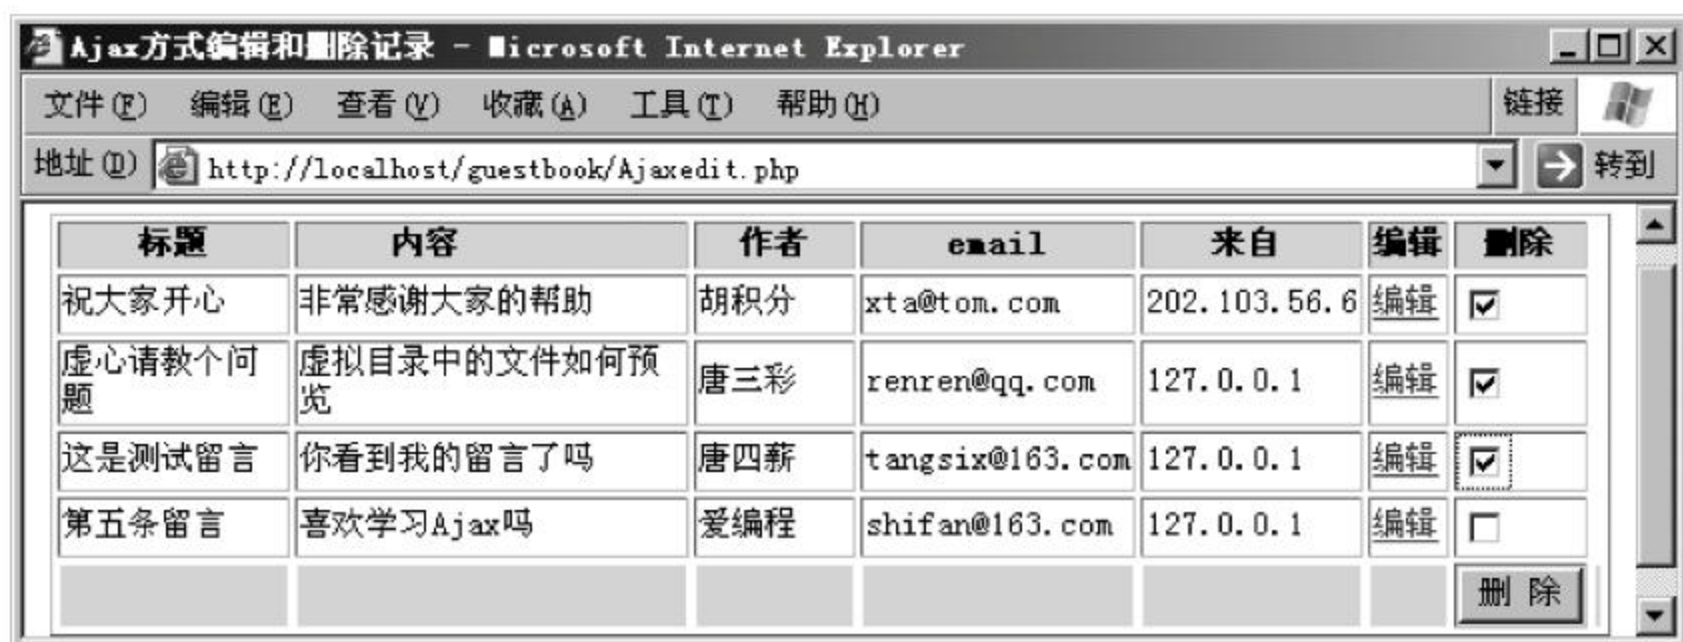 Ajax方式编辑和删除记录 - Microsoft Internet Explorer
文件(F) 编辑(E) 查看(V) 收藏(A) 工具(T) 帮助(H) 链接
地址(D) http://localhost/guestbook/Ajaxedit.php 转到
标题 内容 作者 email 来自 编辑 删除
祝大家开心 非常感谢大家的帮助 胡积分 xta@tom.com 202.103.56.6 编辑
虚心请教个问题 虚拟目录中的文件如何预览 唐三彩 renren@qq.com 127.0.0.1 编辑
这是测试留言 你看到我的留言了吗 唐四薪 tangsix@163.com 127.0.0.1 编辑
第五条留言 喜欢学习Ajax吗 爱编程 shifan@163.com 127.0.0.1 编辑
删 除